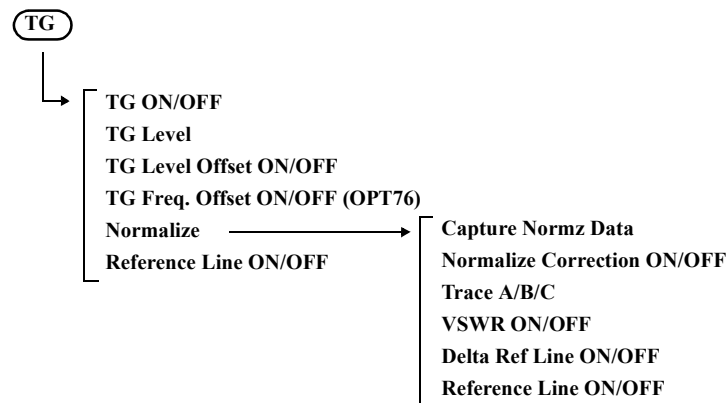 TG
TG ON/OFF
TG Level
TG Level Offset ON/OFF
TG Freq. Offset ON/OFF (OPT76)
Normalize
Reference Line ON/OFF
Capture Normz Data
Normalize Correction ON/OFF
Trace A/B/C
VSWR ON/OFF
Delta Ref Line ON/OFF
Reference Line ON/OFF